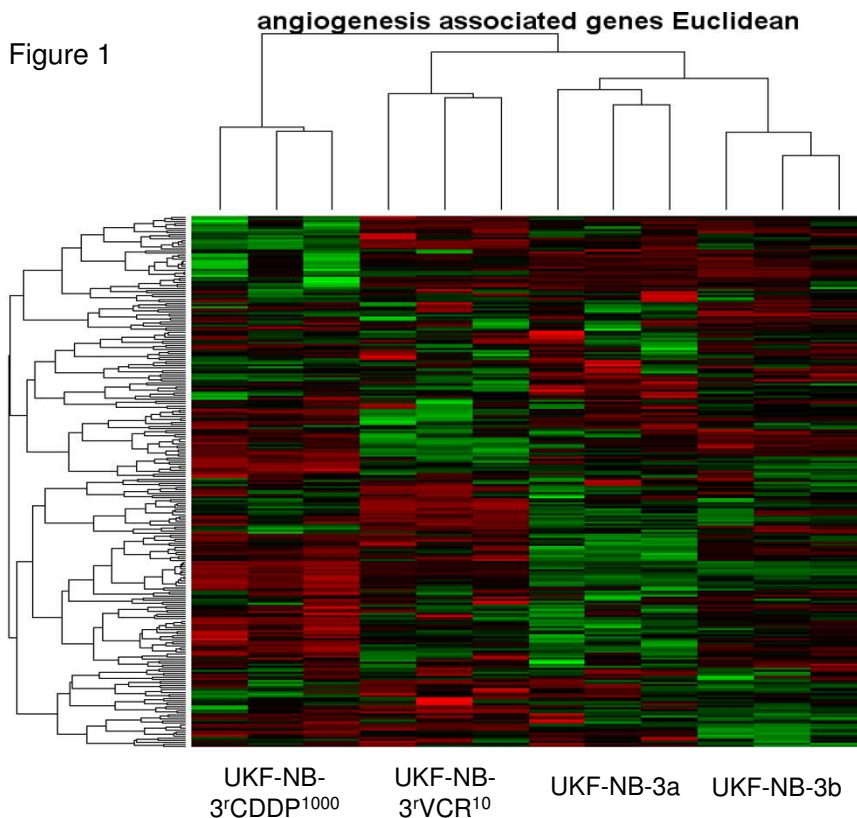 angiogenesis associated genes Euclidean
Figure 1
UKF-NB-
3ʳCDDP¹⁰⁰⁰
UKF-NB-
3ʳVCR¹⁰
UKF-NB-3a
UKF-NB-3b